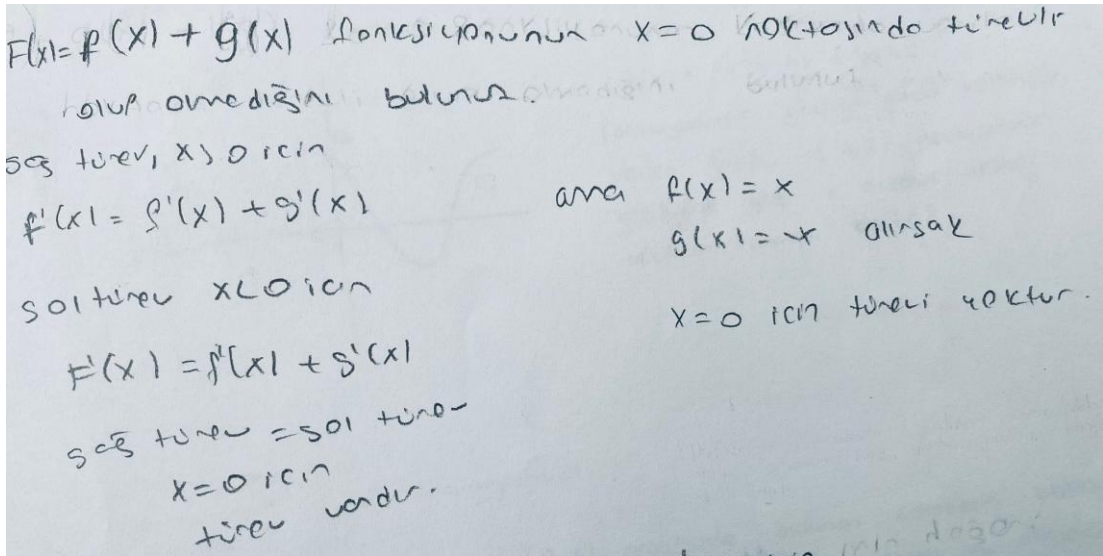 F(x)= f(x) + g(x) fonksiyonunun x=0 noktasında türevli
olup olmadığını bulunuz.
sağ türev, x>0 için
f'(x) = f'(x) + g'(x)
sol türev x<0 için
F'(x) = f'(x) + g'(x)
sağ türev = sol türev
x=0 için
türev vardır.
ama f(x) = x
g(x) = alırsak
x=0 için türevi yoktur.